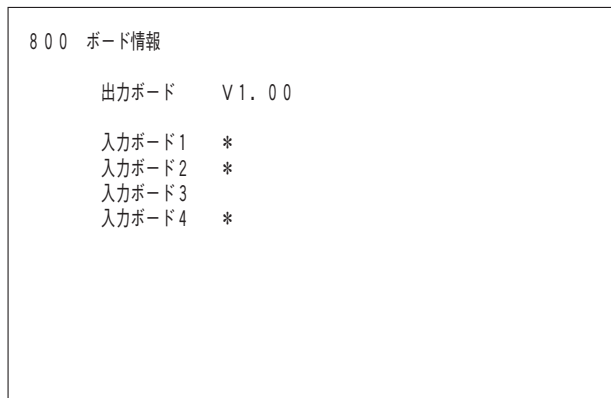 ８００ ボード情報
出力ボード Ｖ１．００
入力ボード１ ＊
入力ボード２ ＊
入力ボード３
入力ボード４ ＊